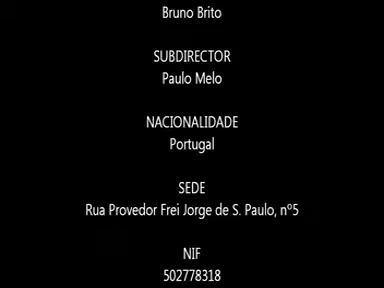 Bruno Brito
SUBDIRECTOR
Paulo Melo
NACIONALIDADE
Portugal
SEDE
Rua Provedor Frei Jorge de S. Paulo, nº5
NIF
502778318